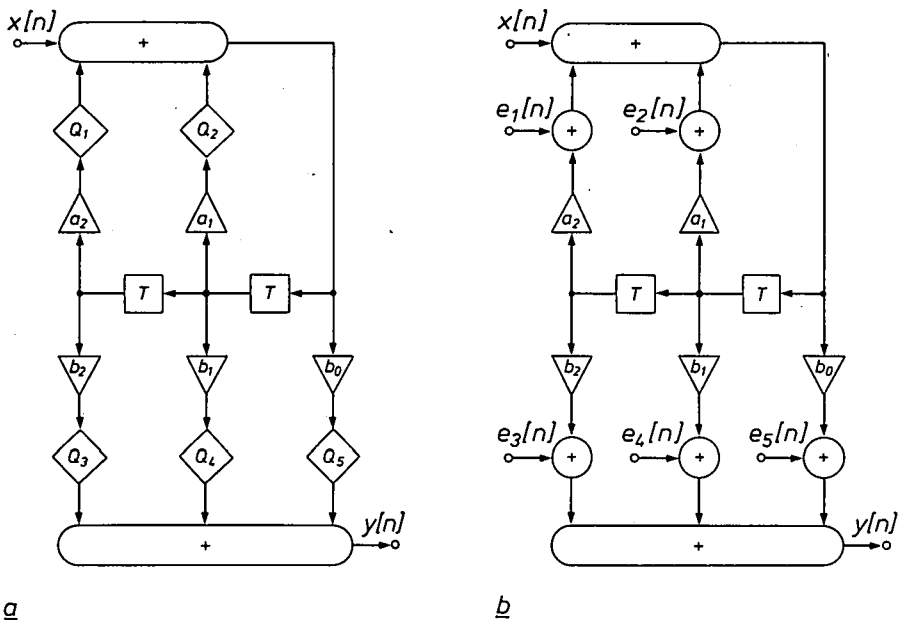 x[n]
+
Q1
Q2
a2
a1
T
T
b2
b1
b0
Q3
Q4
Q5
+
y[n]
a
x[n]
+
e1[n]
+
e2[n]
+
a2
a1
T
T
b2
b1
b0
e3[n]
+
e4[n]
+
e5[n]
+
+
y[n]
b